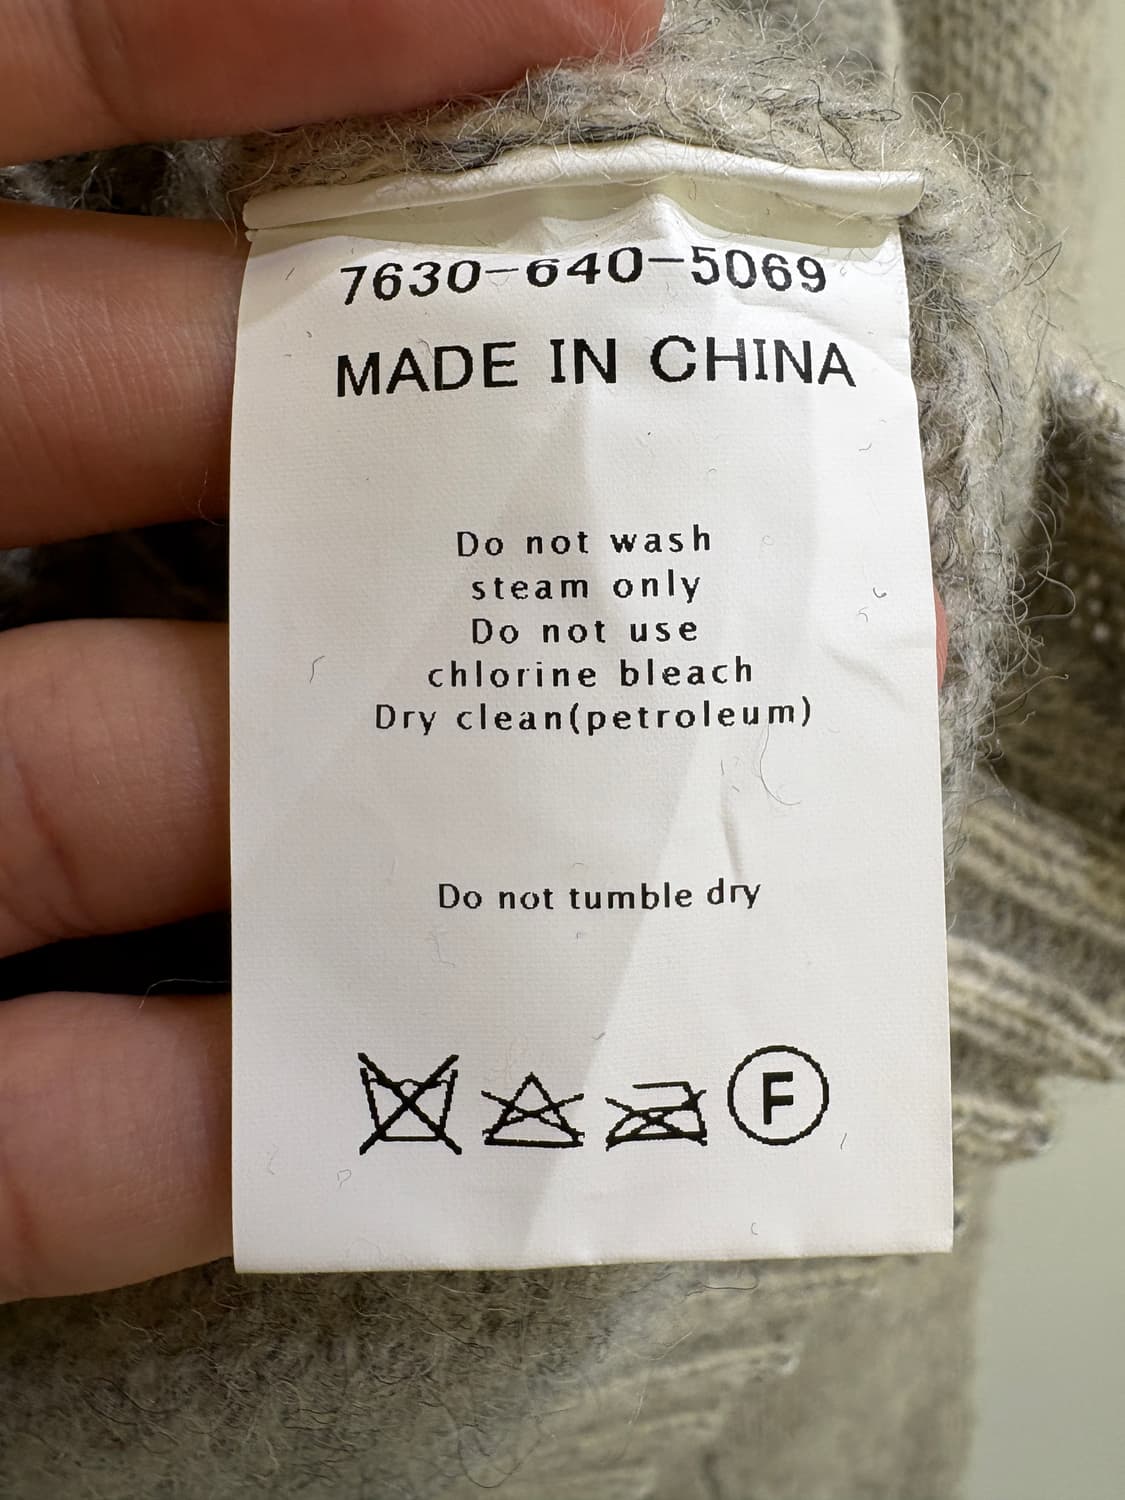 7630-640-5069
MADE IN CHINA
Do not wash
steam only
Do not use
chlorine bleach
Dry clean(petroleum)
Do not tumble dry
F